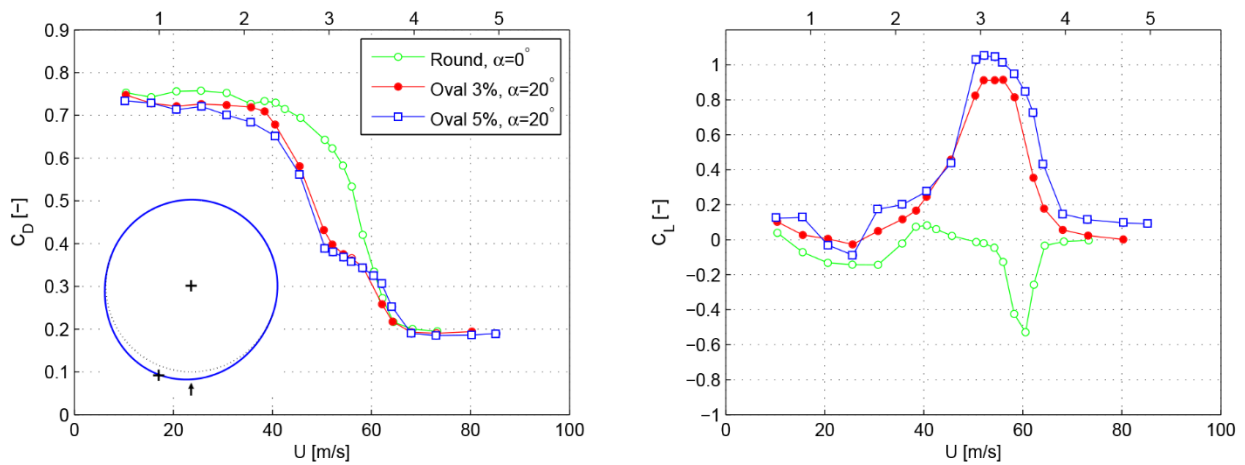 1 2 3 4 5
0.9
0.8
0.7
0.6
0.5
0.4
0.3
0.2
0.1
0
C_D [−]
Round, α=0°
Oval 3%, α=20°
Oval 5%, α=20°
0 20 40 60 80 100
U [m/s]
1 2 3 4 5
1
0.8
0.6
0.4
0.2
0
−0.2
−0.4
−0.6
−0.8
−1
C_L [−]
0 20 40 60 80 100
U [m/s]